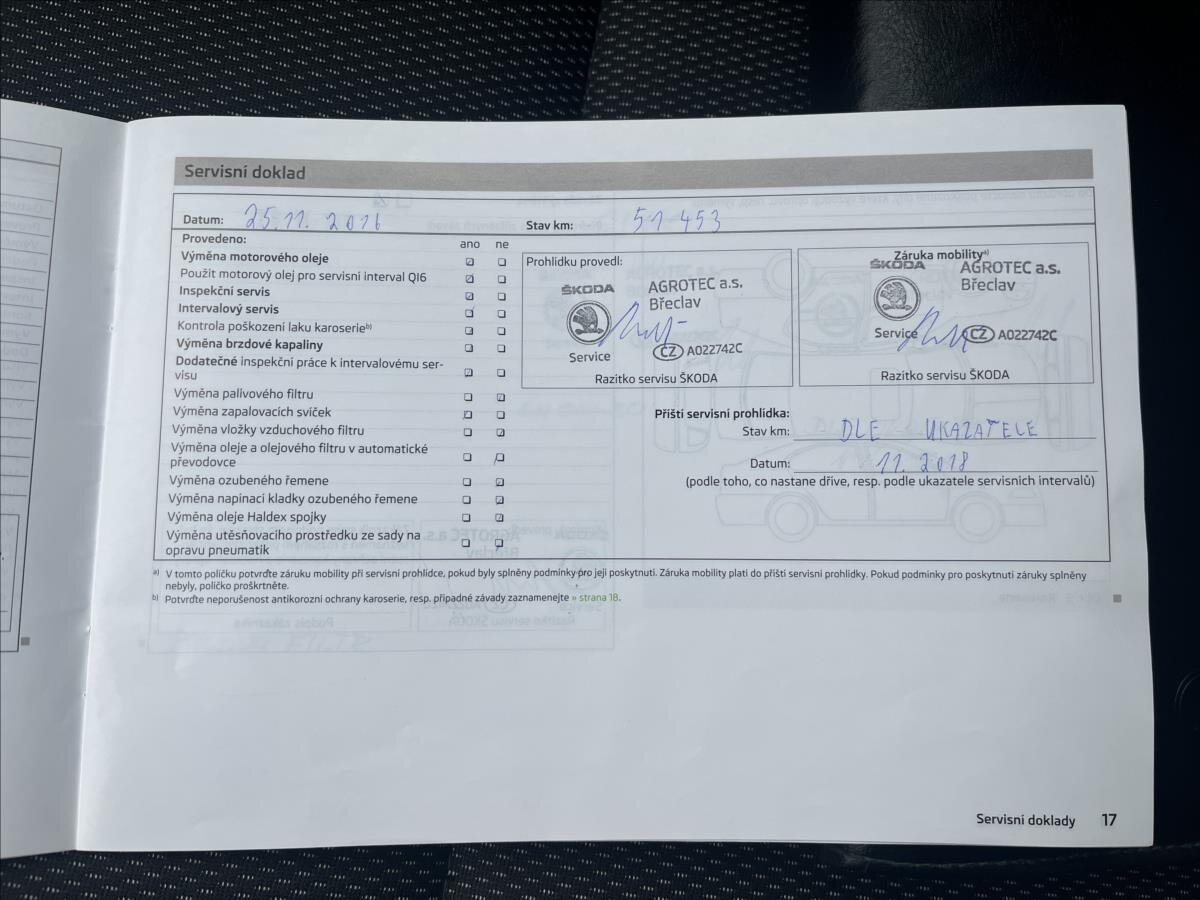 Servisní doklad
Datum: 25.11. 2016 Stav km: 51 453
Provedeno: ano ne
Výměna motorového oleje
Použit motorový olej pro servisní interval QI6
Inspekční servis
Intervalový servis
Kontrola poškození laku karoserie b)
Výměna brzdové kapaliny
Dodatečné inspekční práce k intervalovému ser-
visu
Výměna palivového filtru
Výměna zapalovacích svíček
Výměna vložky vzduchového filtru
Výměna oleje a olejového filtru v automatické
převodovce
Výměna ozubeného řemene
Výměna napínací kladky ozubeného řemene
Výměna oleje Haldex spojky
Výměna utěsňovacího prostředku ze sady na
opravu pneumatik
Prohlídku provedl:
ŠKODA AGROTEC a.s.
Břeclav
Service CZ A022742C
Razítko servisu ŠKODA
Záruka mobility a)
ŠKODA AGROTEC a.s.
Břeclav
Service CZ A022742C
Razítko servisu ŠKODA
Příští servisní prohlídka:
Stav km: DLE UKAZATELE
Datum: 11. 2018
(podle toho, co nastane dříve, resp. podle ukazatele servisních intervalů)
a) V tomto políčku potvrďte záruku mobility při servisní prohlídce, pokud byly splněny podmínky pro její poskytnutí. Záruka mobility platí do příští servisní prohlídky. Pokud podmínky pro poskytnutí záruky splněny
nebyly, políčko proškrtněte.
b) Potvrďte neporušenost antikorozní ochrany karoserie, resp. případné závady zaznamenejte » strana 18.
Servisní doklady 17